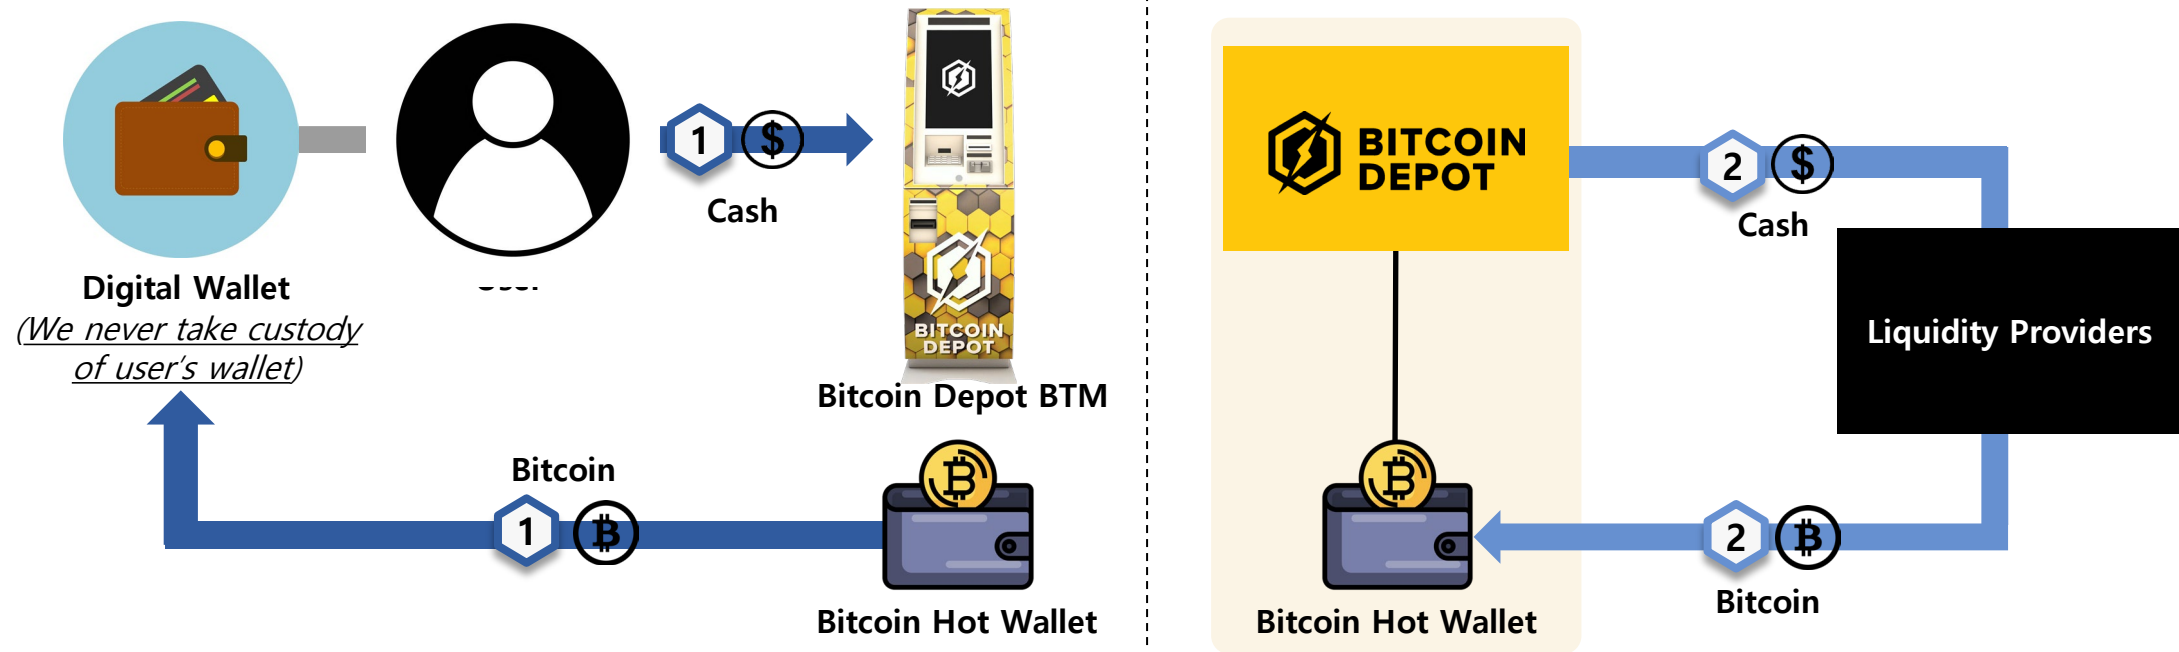 1
$
Cash
Digital Wallet
(We never take custody
of user's wallet)
BITCOIN
DEPOT
Bitcoin Depot BTM
Bitcoin
1
Bitcoin Hot Wallet
BITCOIN
DEPOT
2
$
Cash
Liquidity Providers
2
Bitcoin
Bitcoin Hot Wallet